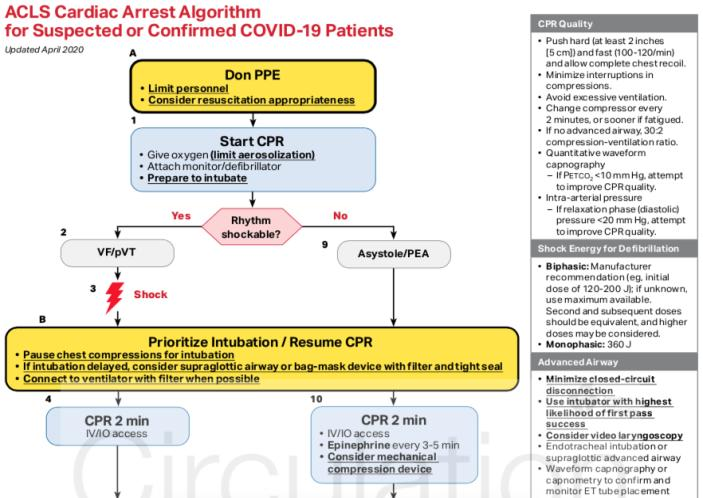 ACLS Cardiac Arrest Algorithm
for Suspected or Confirmed COVID-19 Patients
Updated April 2020
A
Don PPE
• Limit personnel
• Consider resuscitation appropriateness
1
Start CPR
• Give oxygen (limit aerosolization)
• Attach monitor/defibrillator
• Prepare to intubate
Yes
Rhythm
shockable?
No
2
VF/pVT
9
Asystole/PEA
3
Shock
B
Prioritize Intubation / Resume CPR
• Pause chest compressions for intubation
• If intubation delayed, consider supraglottic airway or bag-mask device with filter and tight seal
• Connect to ventilator with filter when possible
4
CPR 2 min
IV/IO access
10
CPR 2 min
• IV/IO access
• Epinephrine every 3-5 min
• Consider mechanical
compression device
CPR Quality
• Push hard (at least 2 inches
[5 cm]) and fast (100-120/min)
and allow complete chest recoil.
• Minimize interruptions in
compressions.
• Avoid excessive ventilation.
• Change compressor every
2 minutes, or sooner if fatigued.
• If no advanced airway, 30:2
compression-ventilation ratio.
• Quantitative waveform
capnography
– If PETCO2 <10 mm Hg, attempt
to improve CPR quality.
• Intra-arterial pressure
– If relaxation phase (diastolic)
pressure <20 mm Hg, attempt
to improve CPR quality.
Shock Energy for Defibrillation
• Biphasic: Manufacturer
recommendation (eg, initial
dose of 120-200 J); if unknown,
use maximum available.
Second and subsequent doses
should be equivalent, and higher
doses may be considered.
• Monophasic: 360 J
Advanced Airway
• Minimize closed-circuit
disconnection
• Use intubator with highest
likelihood of first pass
success
• Consider video laryngoscopy
• Endotracheal intubation or
supraglottic advanced airway
• Waveform capnography or
capnometry to confirm and
monitor ET tube placement
Circulatio